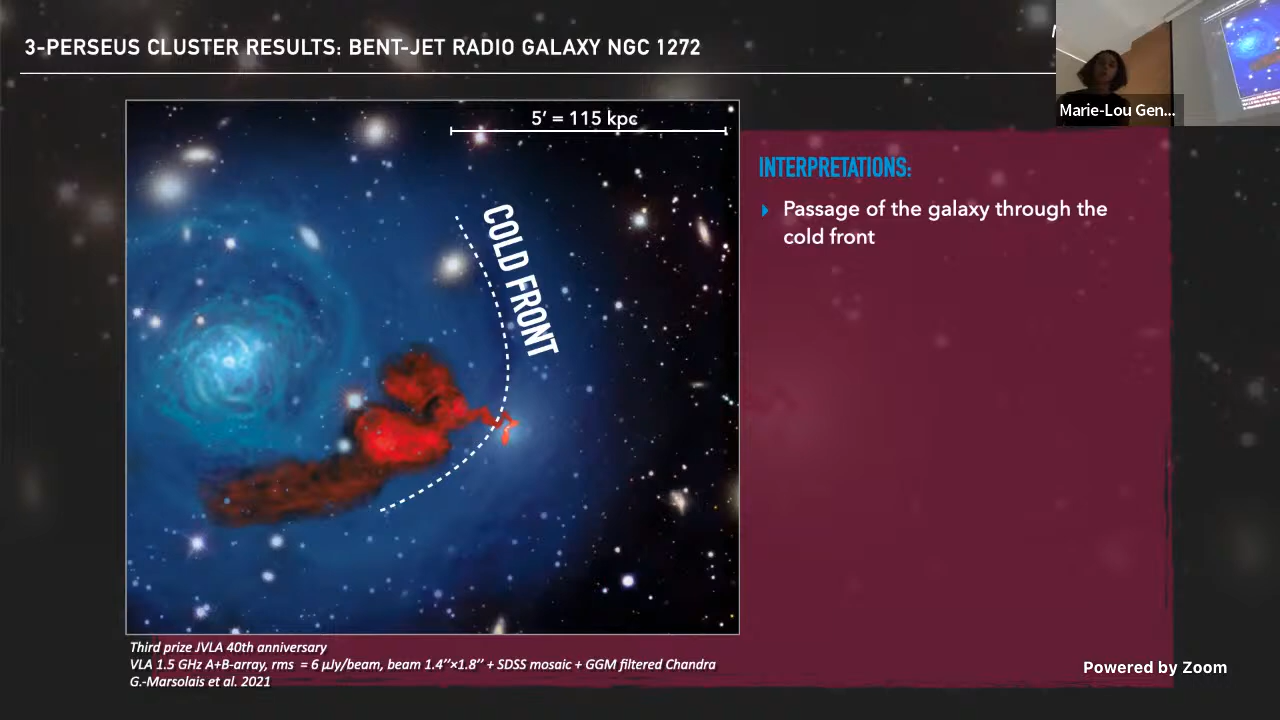 3-PERSEUS CLUSTER RESULTS: BENT-JET RADIO GALAXY NGC 1272
Marie-Lou Gen...
5’ = 115 kpc
COLD FRONT
INTERPRETATIONS:
Passage of the galaxy through the
cold front
Third prize JVLA 40th anniversary
VLA 1.5 GHz A+B-array, rms = 6 µJy/beam, beam 1.4’’×1.8’’ + SDSS mosaic + GGM filtered Chandra
G.-Marsolais et al. 2021
Powered by Zoom